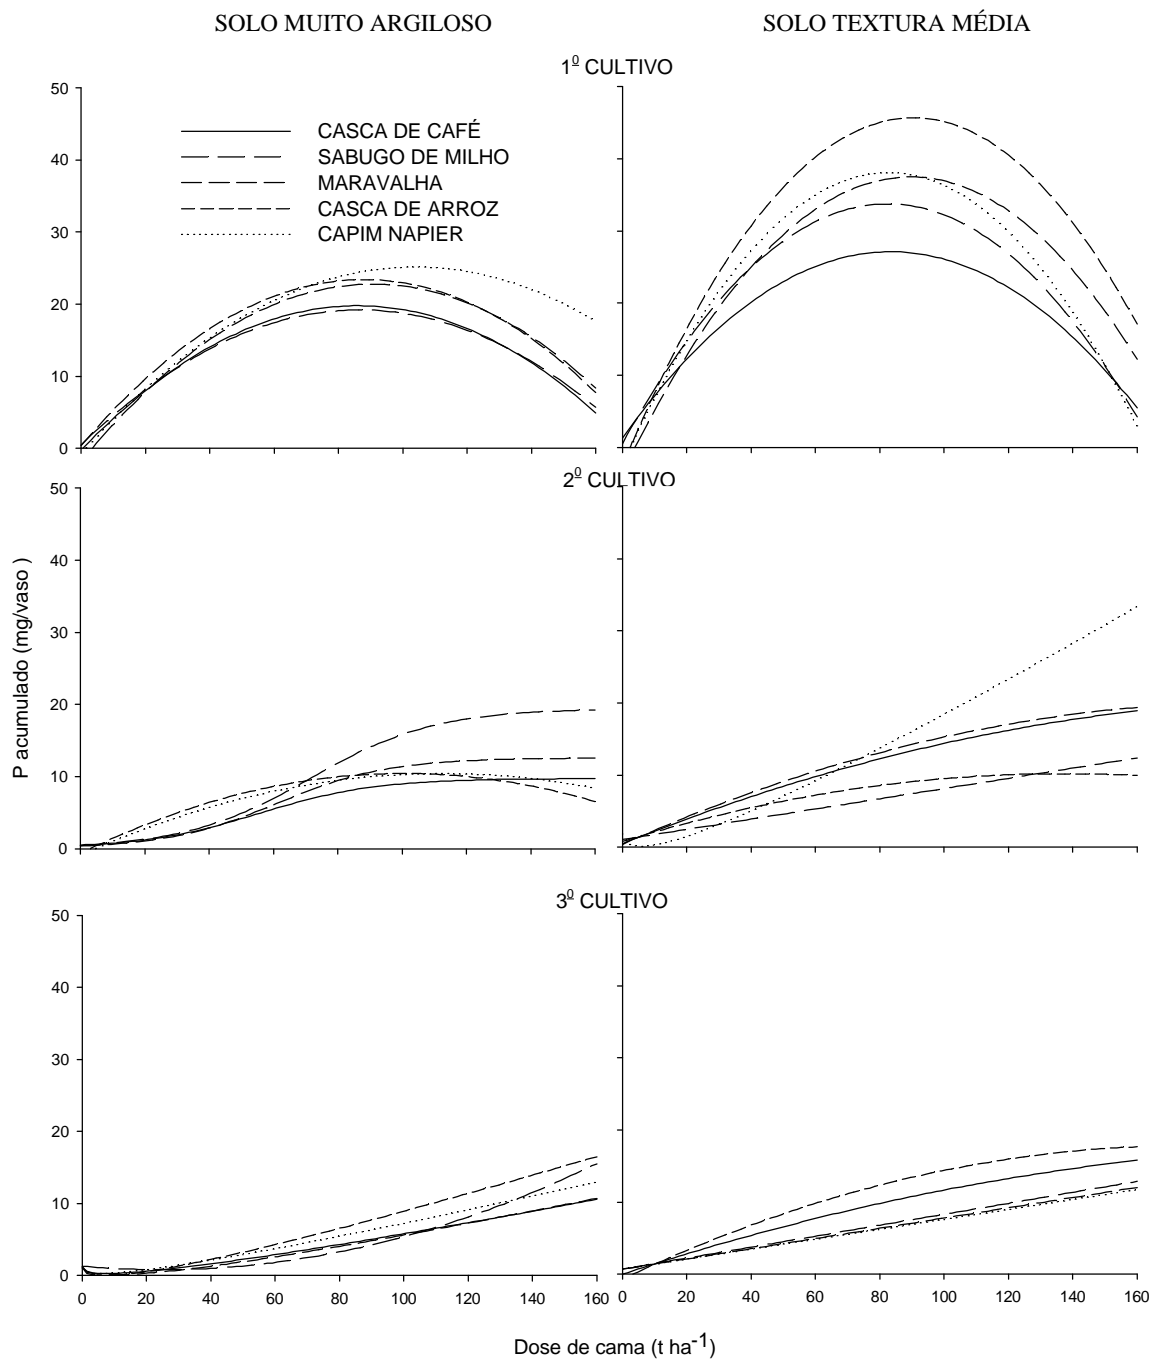 SOLO MUITO ARGILOSO
SOLO TEXTURA MÉDIA
1º CULTIVO
50
40
30
20
10
0
CASCA DE CAFÉ
SABUGO DE MILHO
MARAVALHA
CASCA DE ARROZ
CAPIM NAPIER
2º CULTIVO
50
40
30
20
10
0
P acumulado (mg/vaso )
3º CULTIVO
50
40
30
20
10
0
0 20 40 60 80 100 120 140 160
0 20 40 60 80 100 120 140 160
Dose de cama (t ha-1)